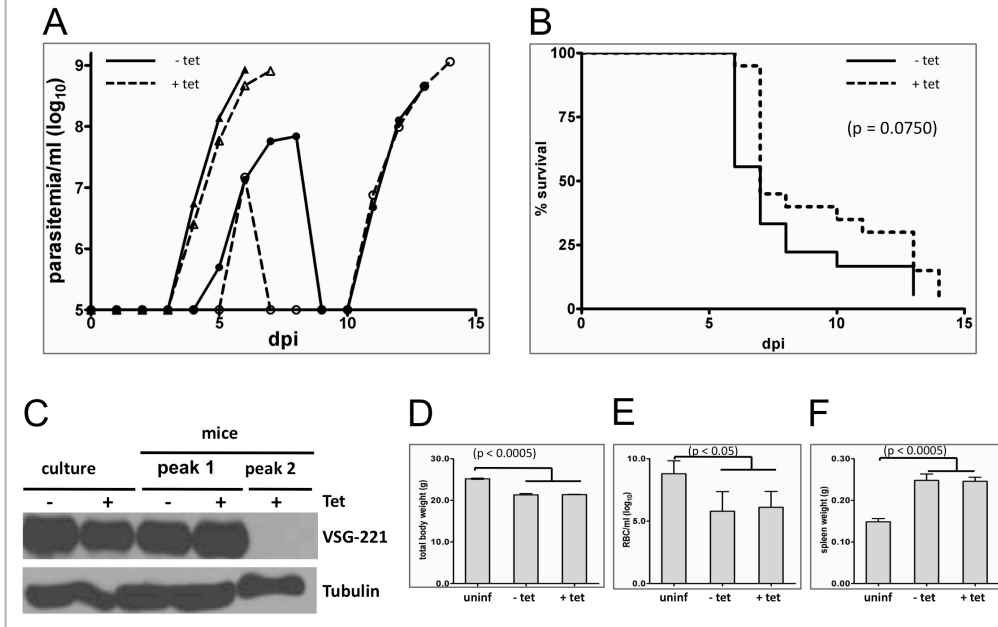 A
- tet
+ tet
parasitemia/ml (log10)
9
8
7
6
5
0
5
10
15
dpi
B
- tet
+ tet
(p = 0.0750)
% survival
100
75
50
25
0
0
5
10
15
dpi
C
mice
culture
peak 1
peak 2
- + - + + Tet
VSG-221
Tubulin
D
(p < 0.0005)
total body weight (g)
30.0
20.0
10.0
0.0
uninf - tet + tet
E
(p < 0.05)
RBC/ml (log10)
10.0
5.0
0.0
uninf - tet + tet
F
(p < 0.0005)
spleen weight (g)
0.30
0.20
0.10
0.00
uninf - tet + tet